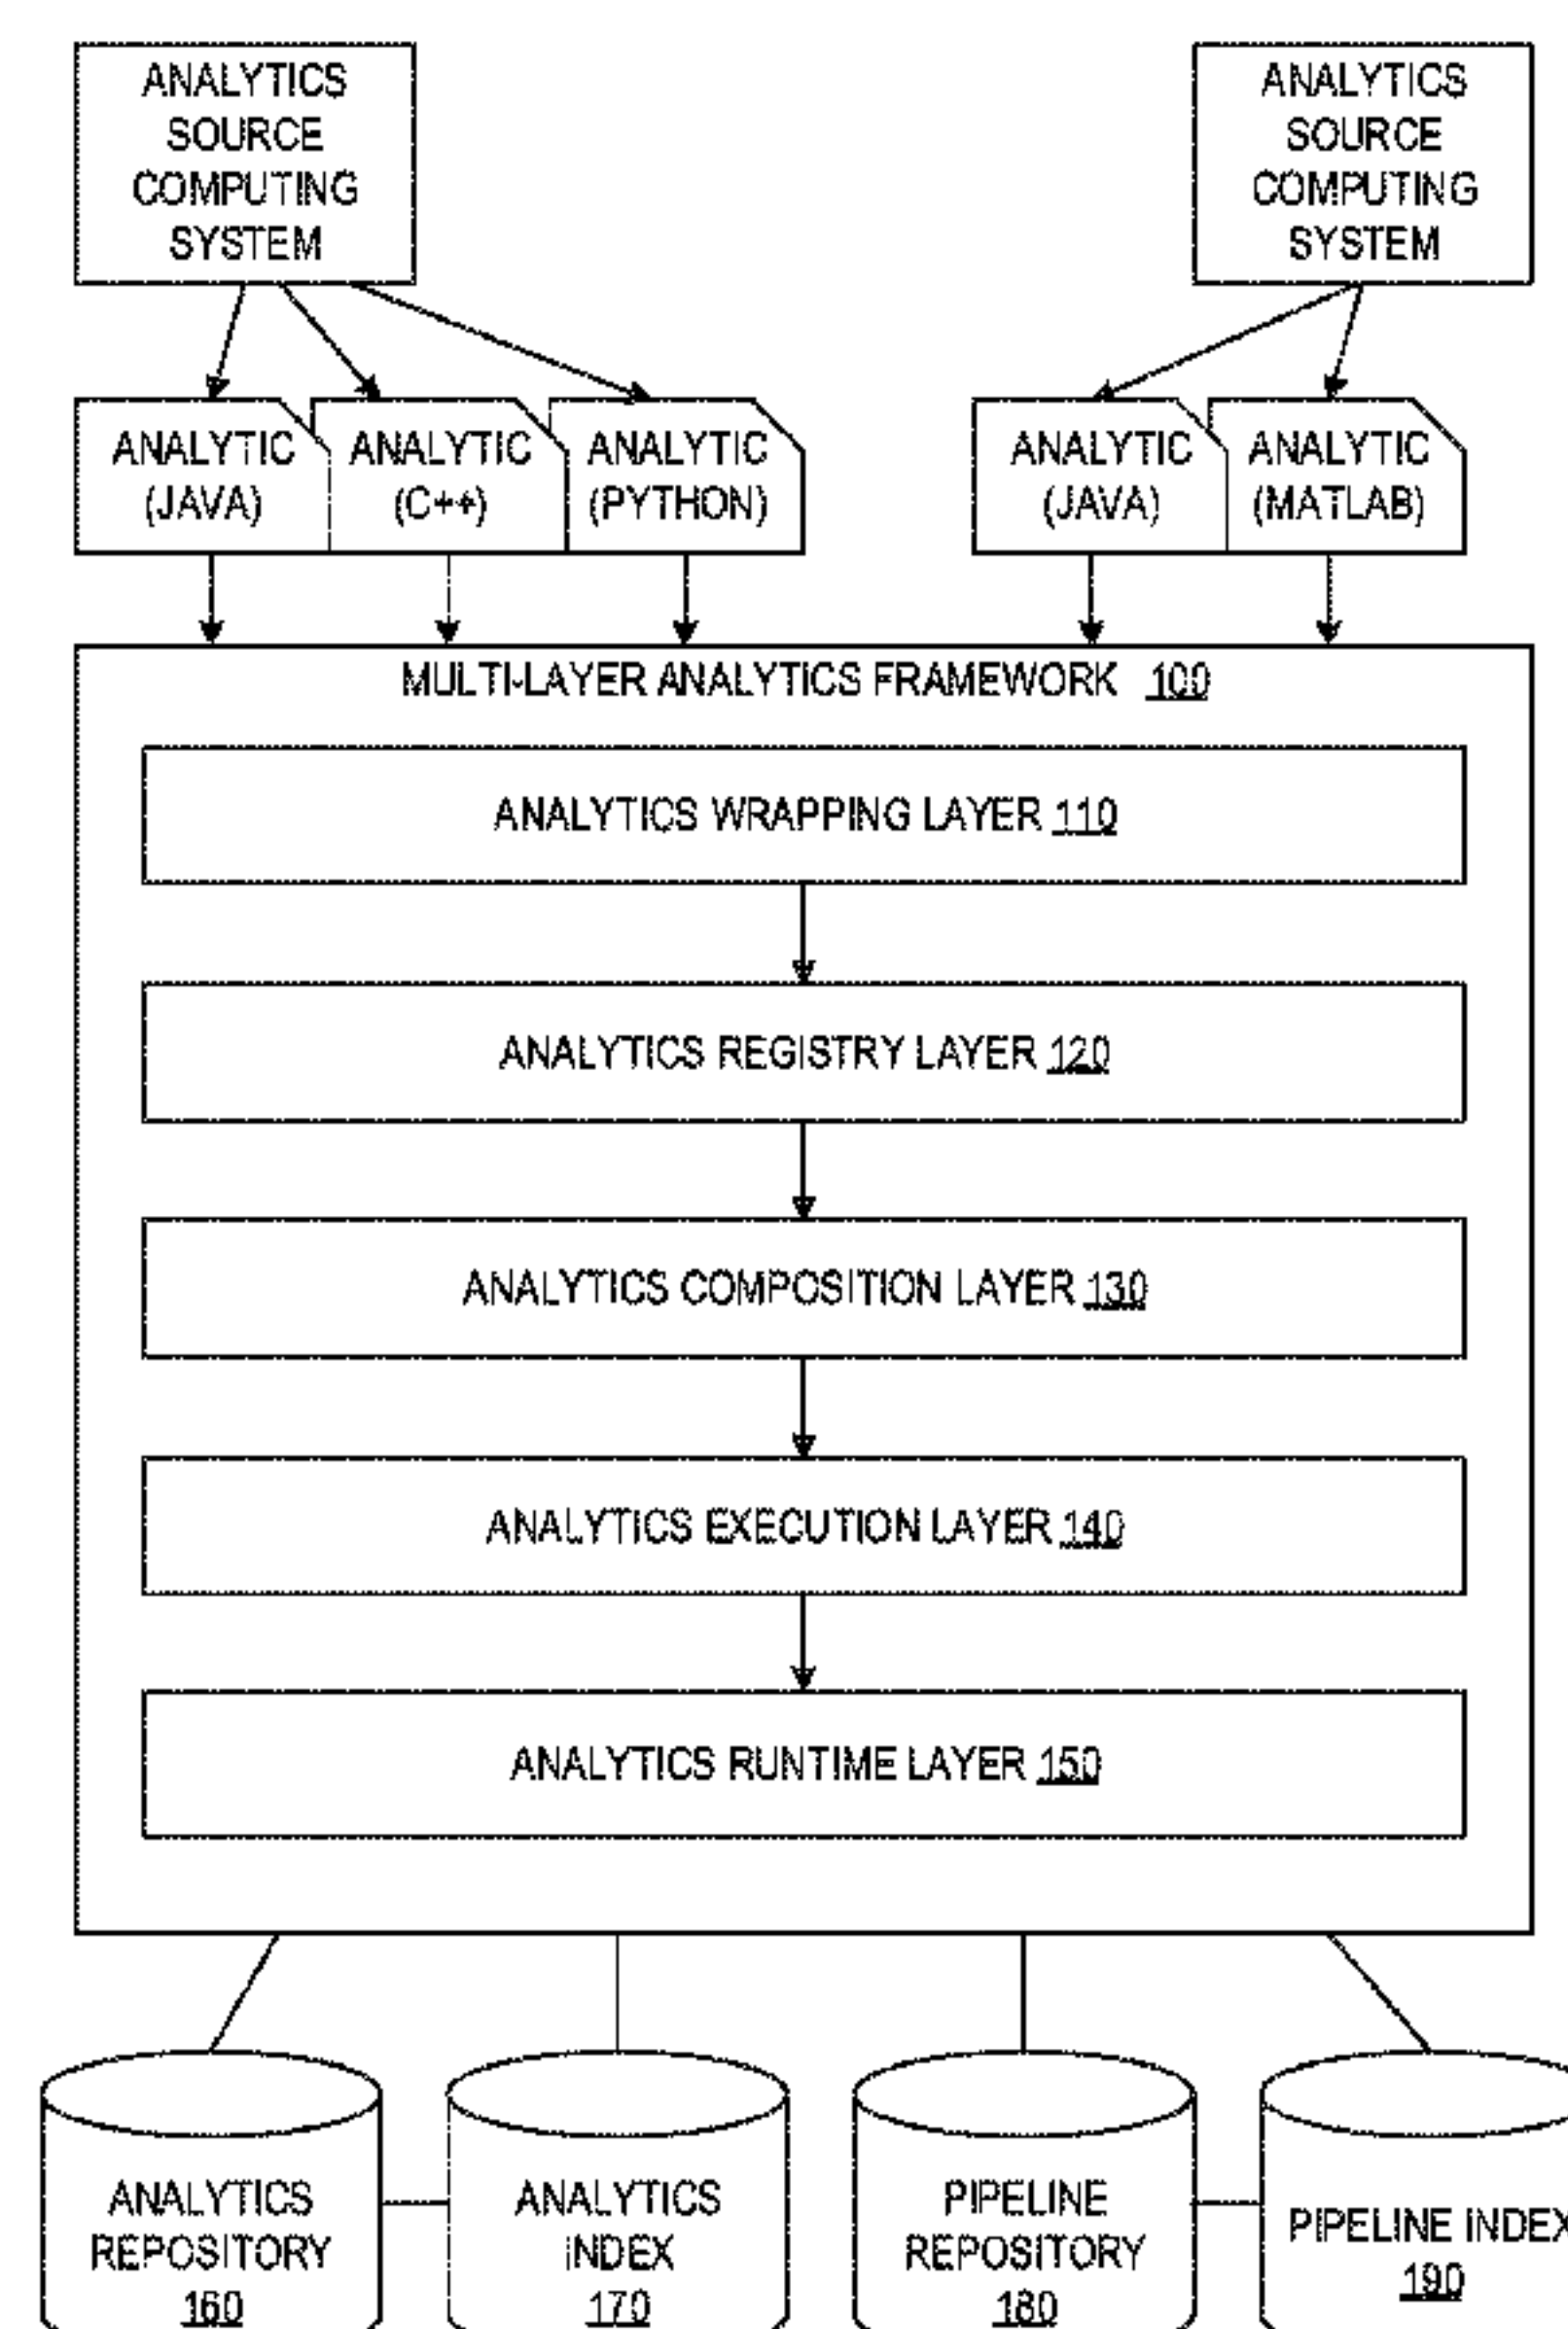 ANALYTICS
SOURCE
COMPUTING
SYSTEM
ANALYTICS
SOURCE
COMPUTING
SYSTEM
ANALYTIC
(JAVA)
ANALYTIC
(C++)
ANALYTIC
(PYTHON)
ANALYTIC
(JAVA)
ANALYTIC
(MATLAB)
MULTI-LAYER ANALYTICS FRAMEWORK 100
ANALYTICS WRAPPING LAYER 110
ANALYTICS REGISTRY LAYER 120
ANALYTICS COMPOSITION LAYER 130
ANALYTICS EXECUTION LAYER 140
ANALYTICS RUNTIME LAYER 150
ANALYTICS
REPOSITORY
160
ANALYTICS
INDEX
170
PIPELINE
REPOSITORY
180
PIPELINE INDEX
190